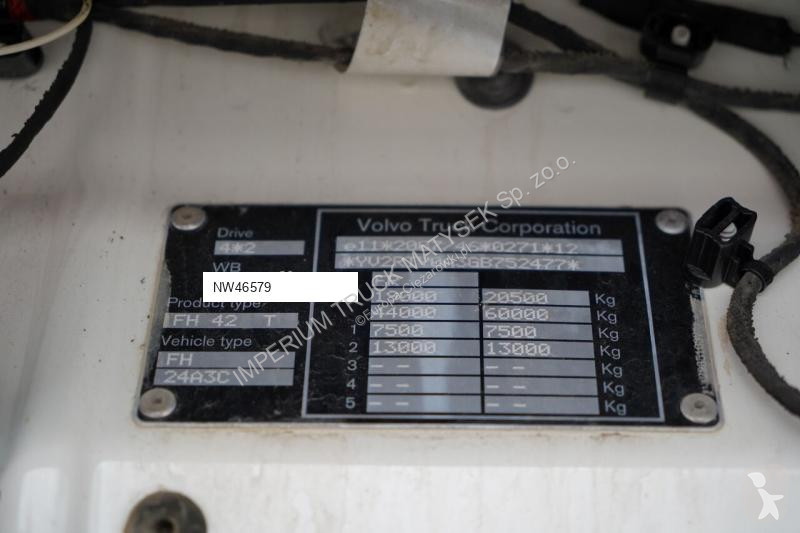 Volvo Truck Corporation
Drive
4*2
WB
NW46579
Product type
FH 42 T
Vehicle type
FH
24A3C
20500 Kg
44000 60000 Kg
1 7500 7500 Kg
2 13000 13000 Kg
3 -- -- Kg
4 -- -- Kg
5 -- -- Kg
IMPERIUM TRUCK MATYSEK Sp. zo.o.